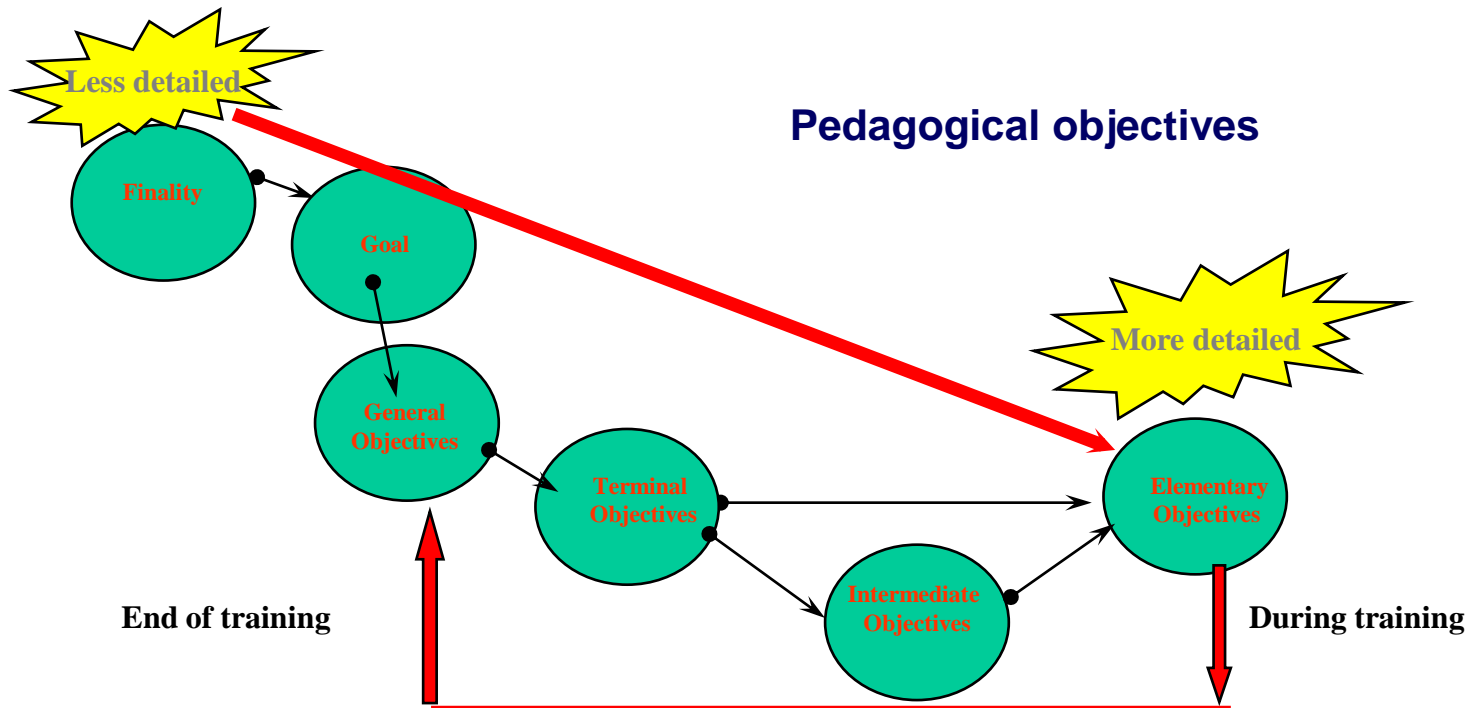 Less detailed
Pedagogical objectives
Finality
Goal
More detailed
General
Objectives
Terminal
Objectives
Elementary
Objectives
Intermediate
Objectives
End of training
During training